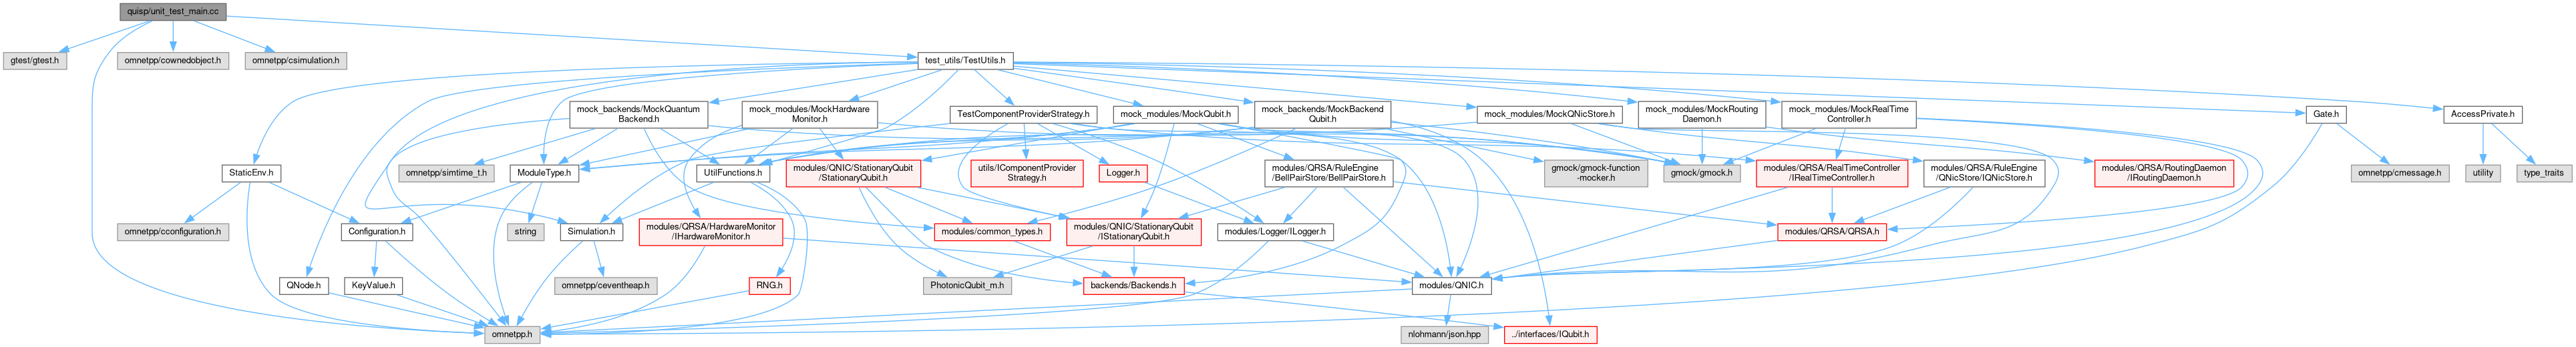 quisp/unit_test_main.cc
gtest/gtest.h
omnetpp/cownedobject.h
omnetpp/csimulation.h
test_utils/TestUtils.h
mock_backends/MockQuantum
Backend.h
mock_modules/MockHardware
Monitor.h
TestComponentProviderStrategy.h
mock_modules/MockQubit.h
mock_backends/MockBackend
Qubit.h
mock_modules/MockQNicStore.h
mock_modules/MockRouting
Daemon.h
mock_modules/MockRealTime
Controller.h
Gate.h
AccessPrivate.h
StaticEnv.h
omnetpp/simtime_t.h
ModuleType.h
UtilFunctions.h
modules/QNIC/StationaryQubit
/StationaryQubit.h
utils/IComponentProvider
Strategy.h
Logger.h
modules/QRSA/RuleEngine
/BellPairStore/BellPairStore.h
gmock/gmock-function
-mocker.h
gmock/gmock.h
modules/QRSA/RealTimeController
/IRealTimeController.h
modules/QRSA/RuleEngine
/QNicStore/IQNicStore.h
modules/QRSA/RoutingDaemon
/IRoutingDaemon.h
omnetpp/cmessage.h
utility
type_traits
omnetpp/cconfiguration.h
Configuration.h
string
Simulation.h
modules/QRSA/HardwareMonitor
/IHardwareMonitor.h
modules/common_types.h
modules/QNIC/StationaryQubit
/IStationaryQubit.h
modules/Logger/ILogger.h
modules/QRSA/QRSA.h
QNode.h
KeyValue.h
omnetpp/ceventheap.h
RNG.h
PhotonicQubit_m.h
backends/Backends.h
modules/QNIC.h
omnetpp.h
nlohmann/json.hpp
../interfaces/IQubit.h